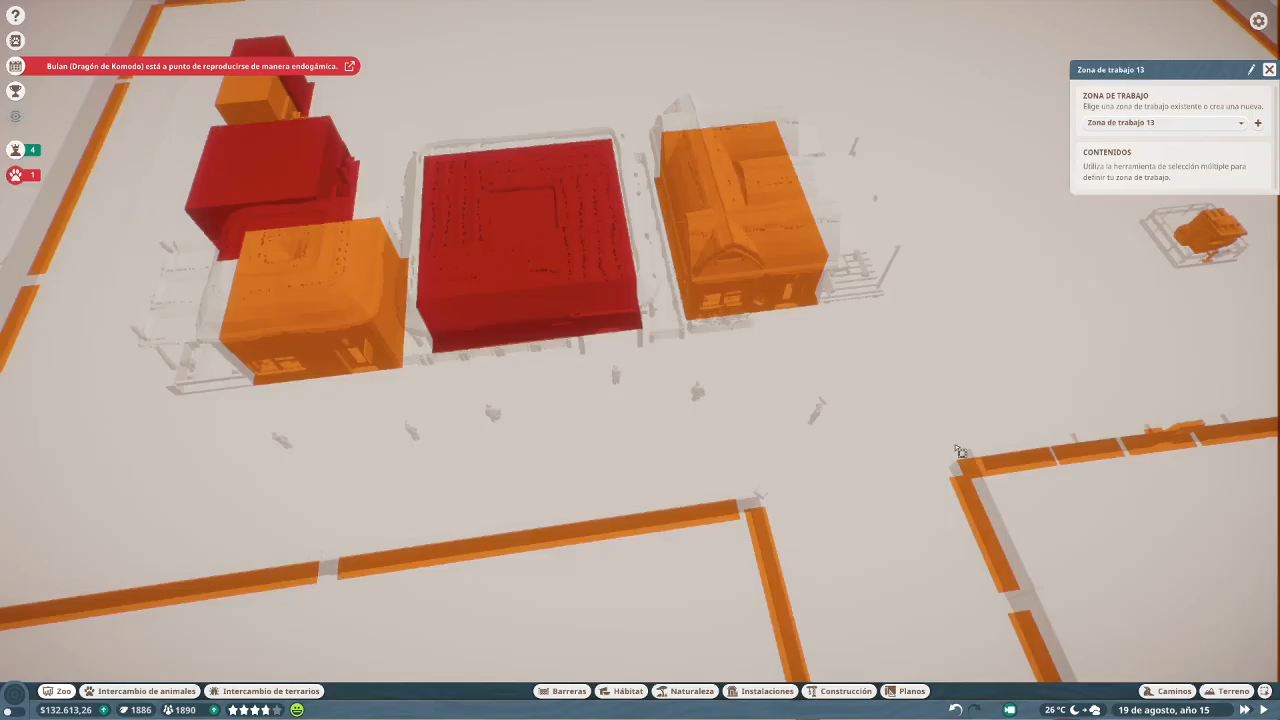 Bulan (Dragón de Komodo) está a punto de reproducirse de manera endogámica.
4
1
Zona de trabajo 13
ZONA DE TRABAJO
Elige una zona de trabajo existente o crea una nueva.
Zona de trabajo 13
CONTENIDOS
Utiliza la herramienta de selección múltiple para
definir tu zona de trabajo.
Zoo
Intercambio de animales
Intercambio de terrarios
Barreras
Hábitat
Naturaleza
Instalaciones
Construcción
Planos
Caminos
Terreno
$132.613,26
1886
1890
26 °C
19 de agosto, año 15